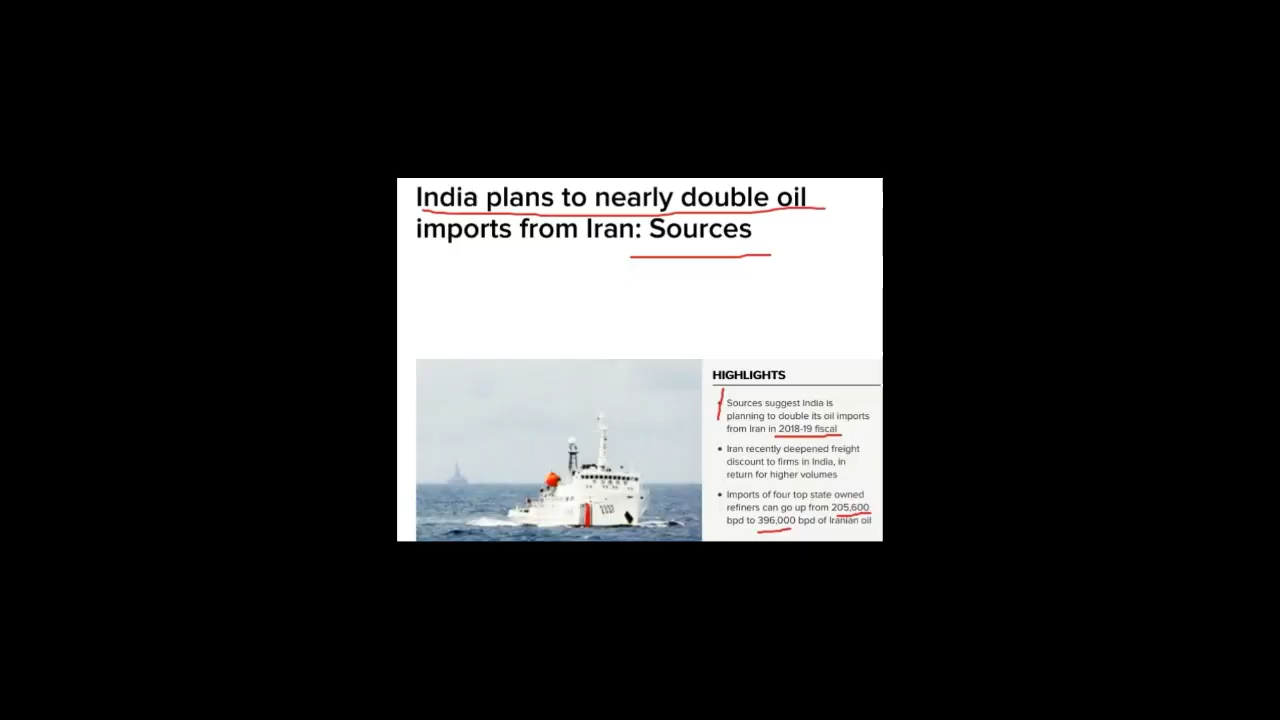 India plans to nearly double oil
imports from Iran: Sources
HIGHLIGHTS
Sources suggest India is
planning to double its oil imports
from Iran in 2018-19 fiscal
• Iran recently deepened freight
discount to firms in India, in
return for higher volumes
• Imports of four top state owned
refiners can go up from 205,600
bpd to 396,000 bpd of Iranian oil